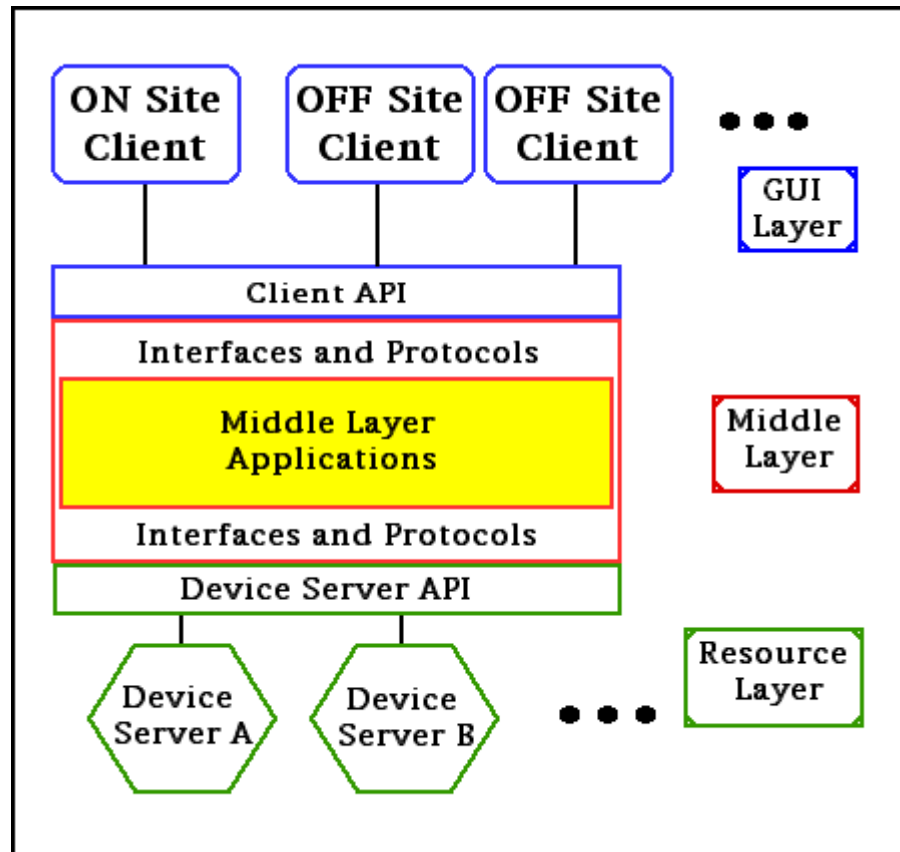 ON Site
Client
OFF Site
Client
OFF Site
Client
GUI
Layer
Client API
Interfaces and Protocols
Middle Layer
Applications
Middle
Layer
Interfaces and Protocols
Device Server API
Device
Server A
Device
Server B
Resource
Layer